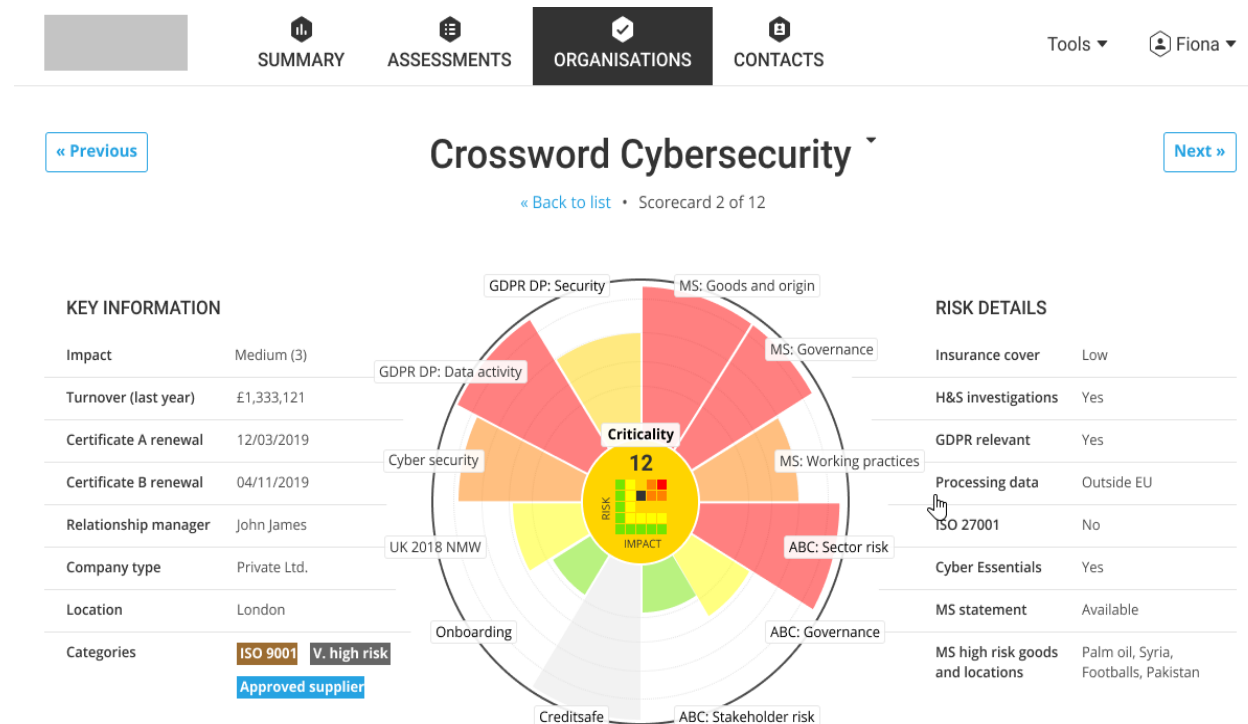 SUMMARY
ASSESSMENTS
ORGANISATIONS
CONTACTS
Tools
Fiona
« Previous
Crossword Cybersecurity
Next »
« Back to list • Scorecard 2 of 12
KEY INFORMATION
Impact Medium (3)
Turnover (last year) £1,333,121
Certificate A renewal 12/03/2019
Certificate B renewal 04/11/2019
Relationship manager John James
Company type Private Ltd.
Location London
Categories ISO 9001 V. high risk
Approved supplier
GDPR DP: Security
MS: Goods and origin
GDPR DP: Data activity
MS: Governance
Criticality
12
RISK
IMPACT
Cyber security
MS: Working practices
UK 2018 NMW
ABC: Sector risk
Onboarding
ABC: Governance
Creditsafe
ABC: Stakeholder risk
RISK DETAILS
Insurance cover Low
H&S investigations Yes
GDPR relevant Yes
Processing data Outside EU
ISO 27001 No
Cyber Essentials Yes
MS statement Available
MS high risk goods
and locations
Palm oil, Syria,
Footballs, Pakistan